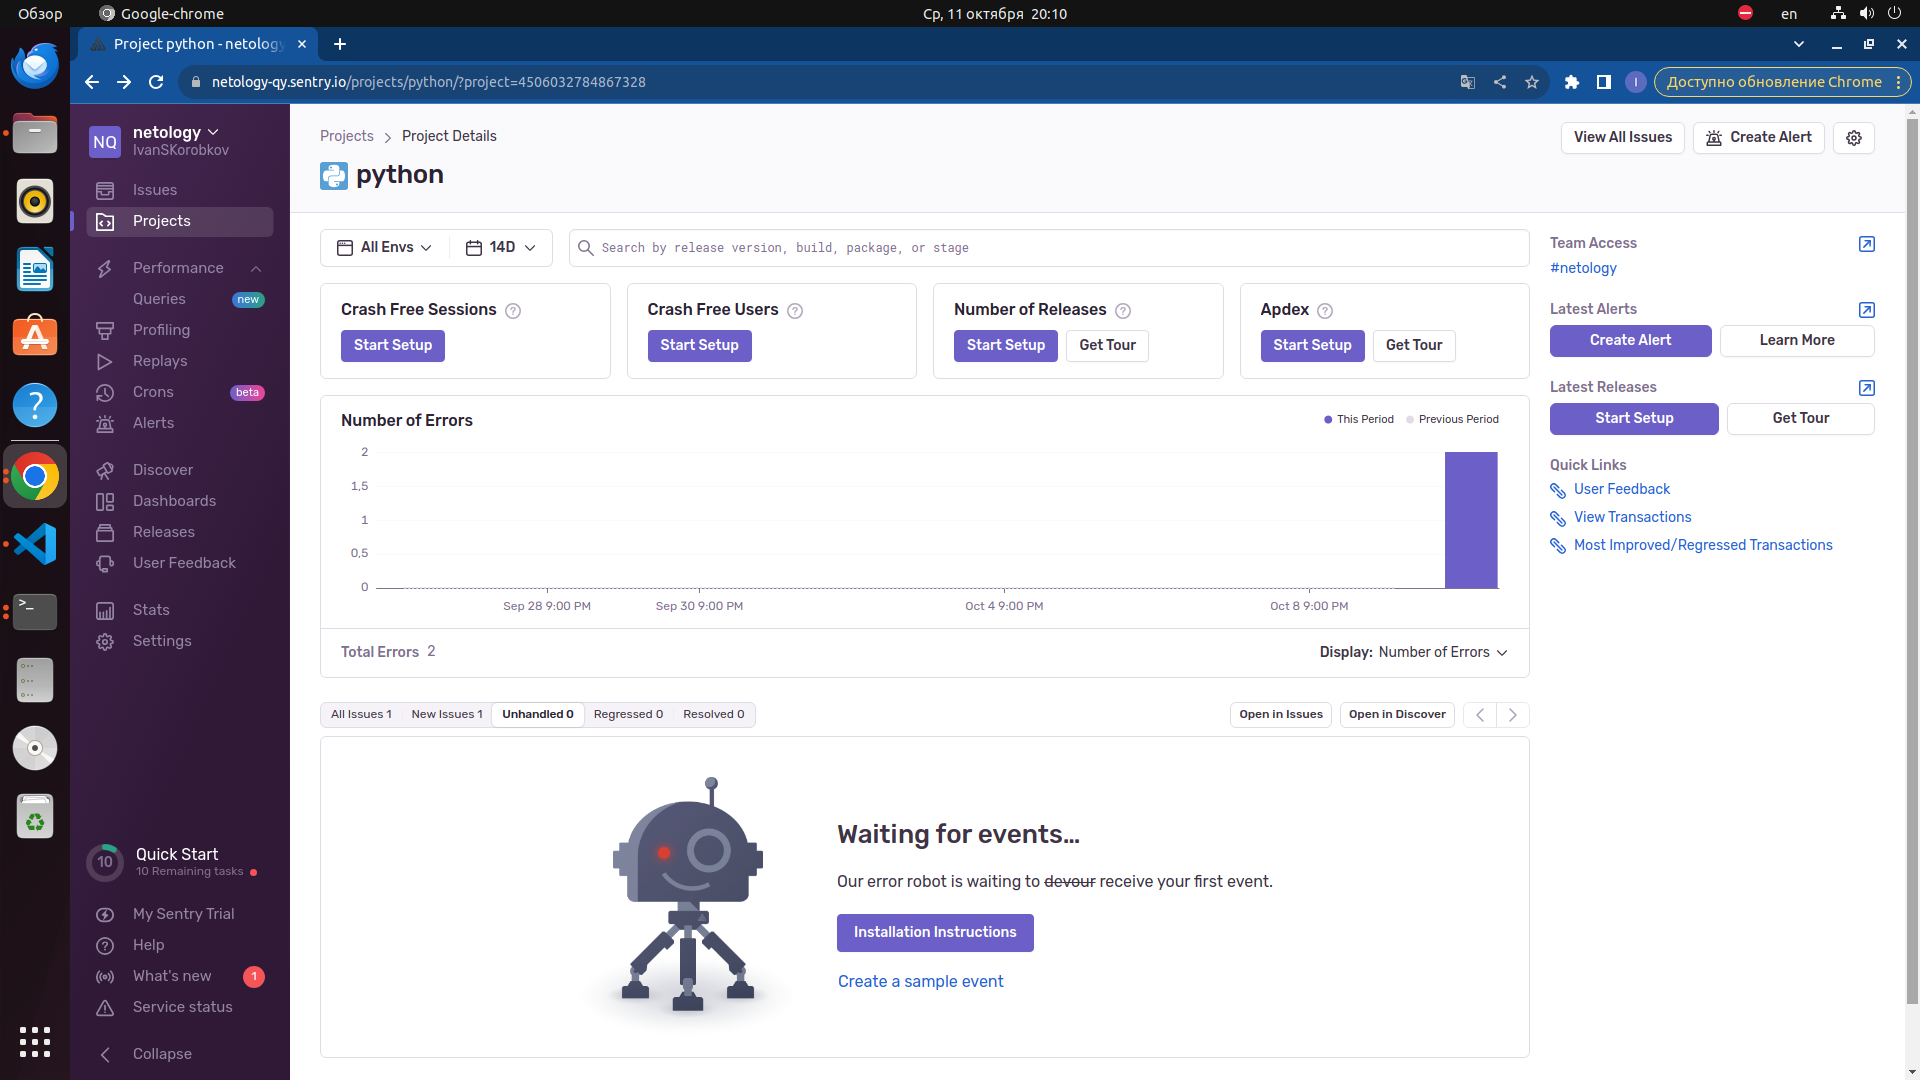 Обзор
Google-chrome
Ср, 11 октября 20:10
en
Project python - netology
netology-qy.sentry.io/projects/python/?project=4506032784867328
I
Доступно обновление Chrome
NQ
netology
IvanSKorobkov
Issues
Projects
Performance
Queries
new
Profiling
Replays
Crons
beta
Alerts
Discover
Dashboards
Releases
User Feedback
Stats
Settings
10
Quick Start
10 Remaining tasks
My Sentry Trial
Help
What's new
1
Service status
Collapse
Projects
Project Details
View All Issues
Create Alert
python
All Envs
14D
Search by release version, build, package, or stage
Crash Free Sessions
?
Start Setup
Crash Free Users
?
Start Setup
Number of Releases
?
Start Setup
Get Tour
Apdex
?
Start Setup
Get Tour
Number of Errors
This Period
Previous Period
2
1,5
1
0,5
0
Sep 28 9:00 PM
Sep 30 9:00 PM
Oct 4 9:00 PM
Oct 8 9:00 PM
Total Errors 2
Display: Number of Errors
All Issues 1
New Issues 1
Unhandled 0
Regressed 0
Resolved 0
Open in Issues
Open in Discover
Waiting for events…
Our error robot is waiting to devour receive your first event.
Installation Instructions
Create a sample event
Team Access
#netology
Latest Alerts
Create Alert
Learn More
Latest Releases
Start Setup
Get Tour
Quick Links
User Feedback
View Transactions
Most Improved/Regressed Transactions